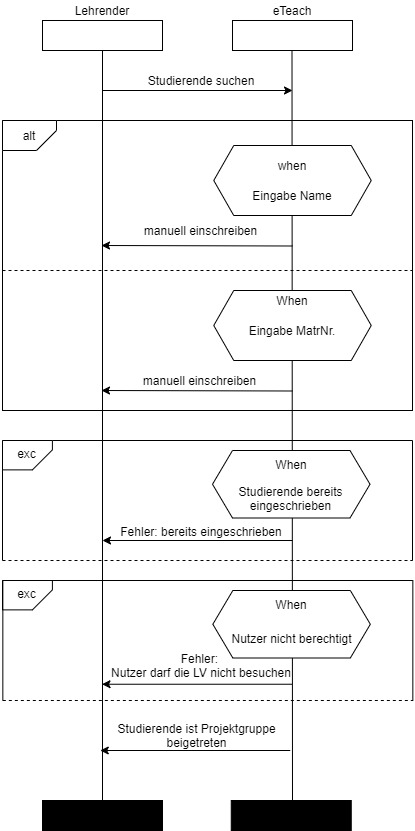 Lehrender
eTeach
Studierende suchen
alt
when
Eingabe Name
manuell einschreiben
When
Eingabe MatrNr.
manuell einschreiben
exc
When
Studierende bereits
eingeschrieben
Fehler: bereits eingeschrieben
exc
When
Nutzer nicht berechtigt
Fehler:
Nutzer darf die LV nicht besuchen
Studierende ist Projektgruppe
beigetreten